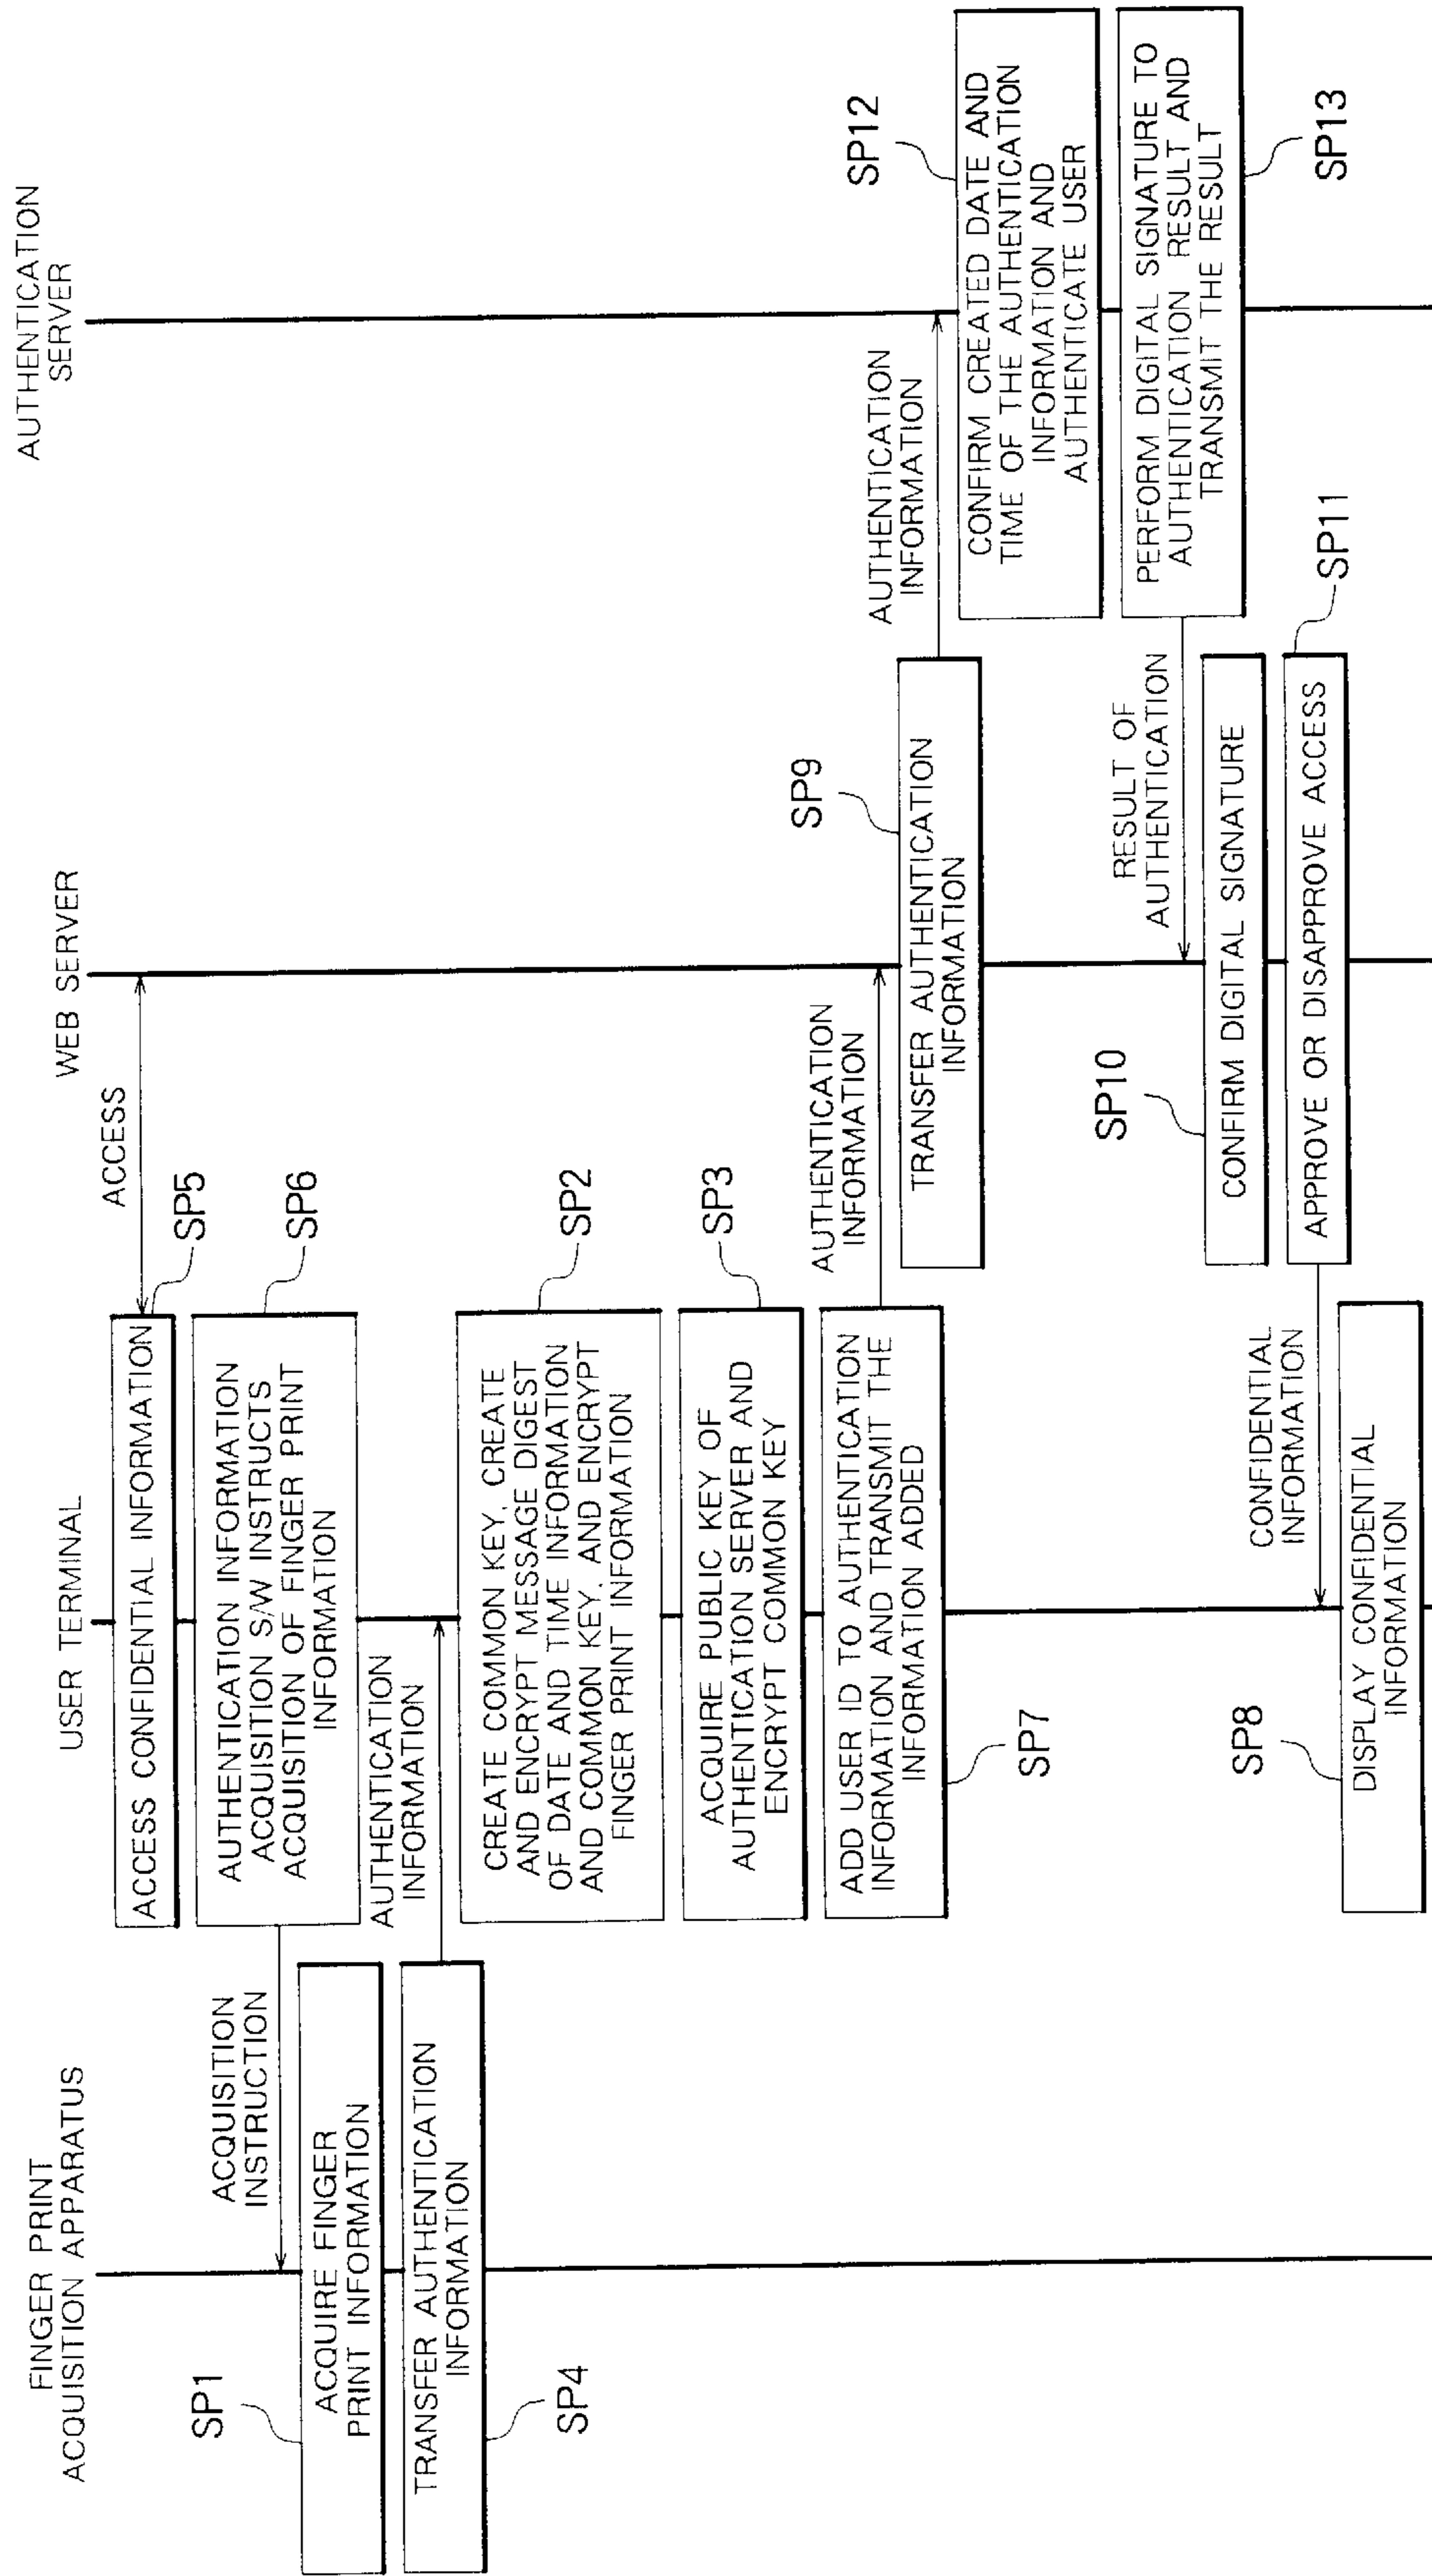 FINGER PRINT
ACQUISITION APPARATUS
USER TERMINAL
WEB SERVER
AUTHENTICATION
SERVER
ACCESS CONFIDENTIAL INFORMATION
SP5
ACCESS
AUTHENTICATION INFORMATION
ACQUISITION S/W INSTRUCTS
ACQUISITION OF FINGER PRINT
INFORMATION
SP6
ACQUISITION
INSTRUCTION
SP1
ACQUIRE FINGER
PRINT INFORMATION
TRANSFER AUTHENTICATION
INFORMATION
SP4
AUTHENTICATION
INFORMATION
CREATE COMMON KEY, CREATE
AND ENCRYPT MESSAGE DIGEST
OF DATE AND TIME INFORMATION
AND COMMON KEY, AND ENCRYPT
FINGER PRINT INFORMATION
SP2
ACQUIRE PUBLIC KEY OF
AUTHENTICATION SERVER AND
ENCRYPT COMMON KEY
SP3
ADD USER ID TO AUTHENTICATION
INFORMATION AND TRANSMIT THE
INFORMATION ADDED
SP7
AUTHENTICATION
INFORMATION
SP9
TRANSFER AUTHENTICATION
INFORMATION
AUTHENTICATION
INFORMATION
SP12
CONFIRM CREATED DATE AND
TIME OF THE AUTHENTICATION
INFORMATION AND
AUTHENTICATE USER
PERFORM DIGITAL SIGNATURE TO
AUTHENTICATION RESULT AND
TRANSMIT THE RESULT
SP13
RESULT OF
AUTHENTICATION
SP10
CONFIRM DIGITAL SIGNATURE
APPROVE OR DISAPPROVE ACCESS
SP11
CONFIDENTIAL
INFORMATION
SP8
DISPLAY CONFIDENTIAL
INFORMATION